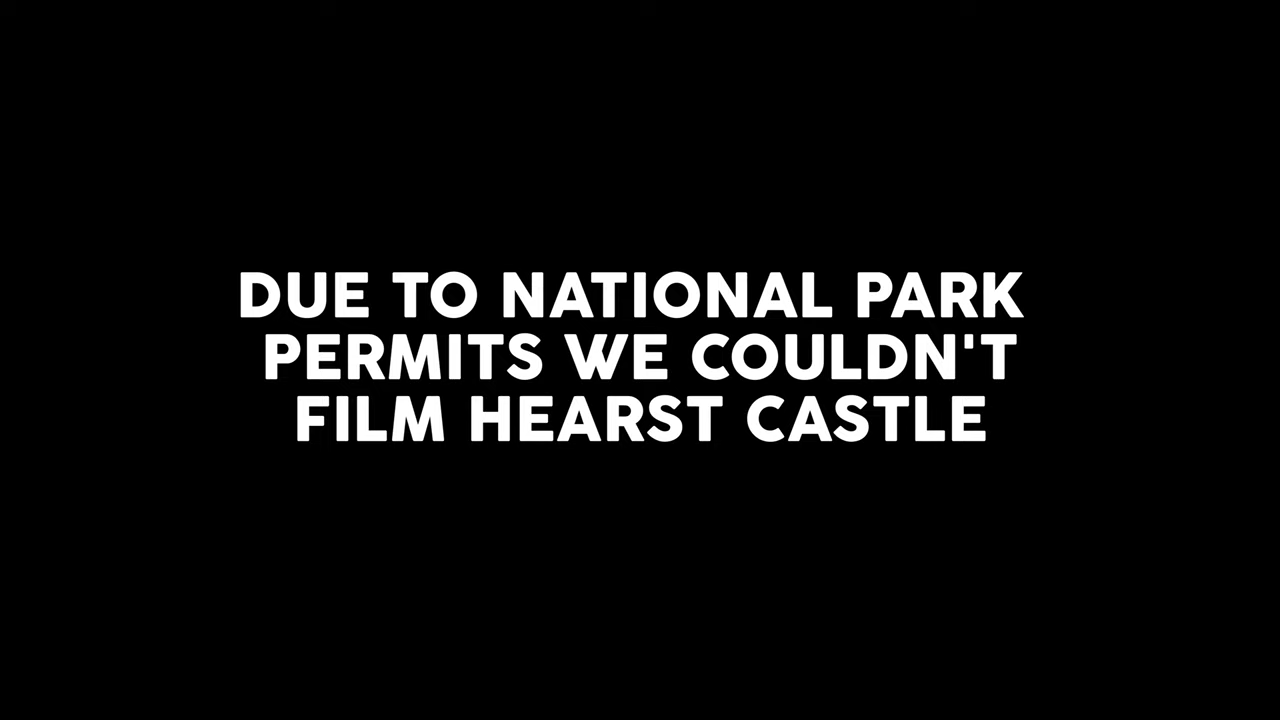 DUE TO NATIONAL PARK
PERMITS WE COULDN'T
FILM HEARST CASTLE